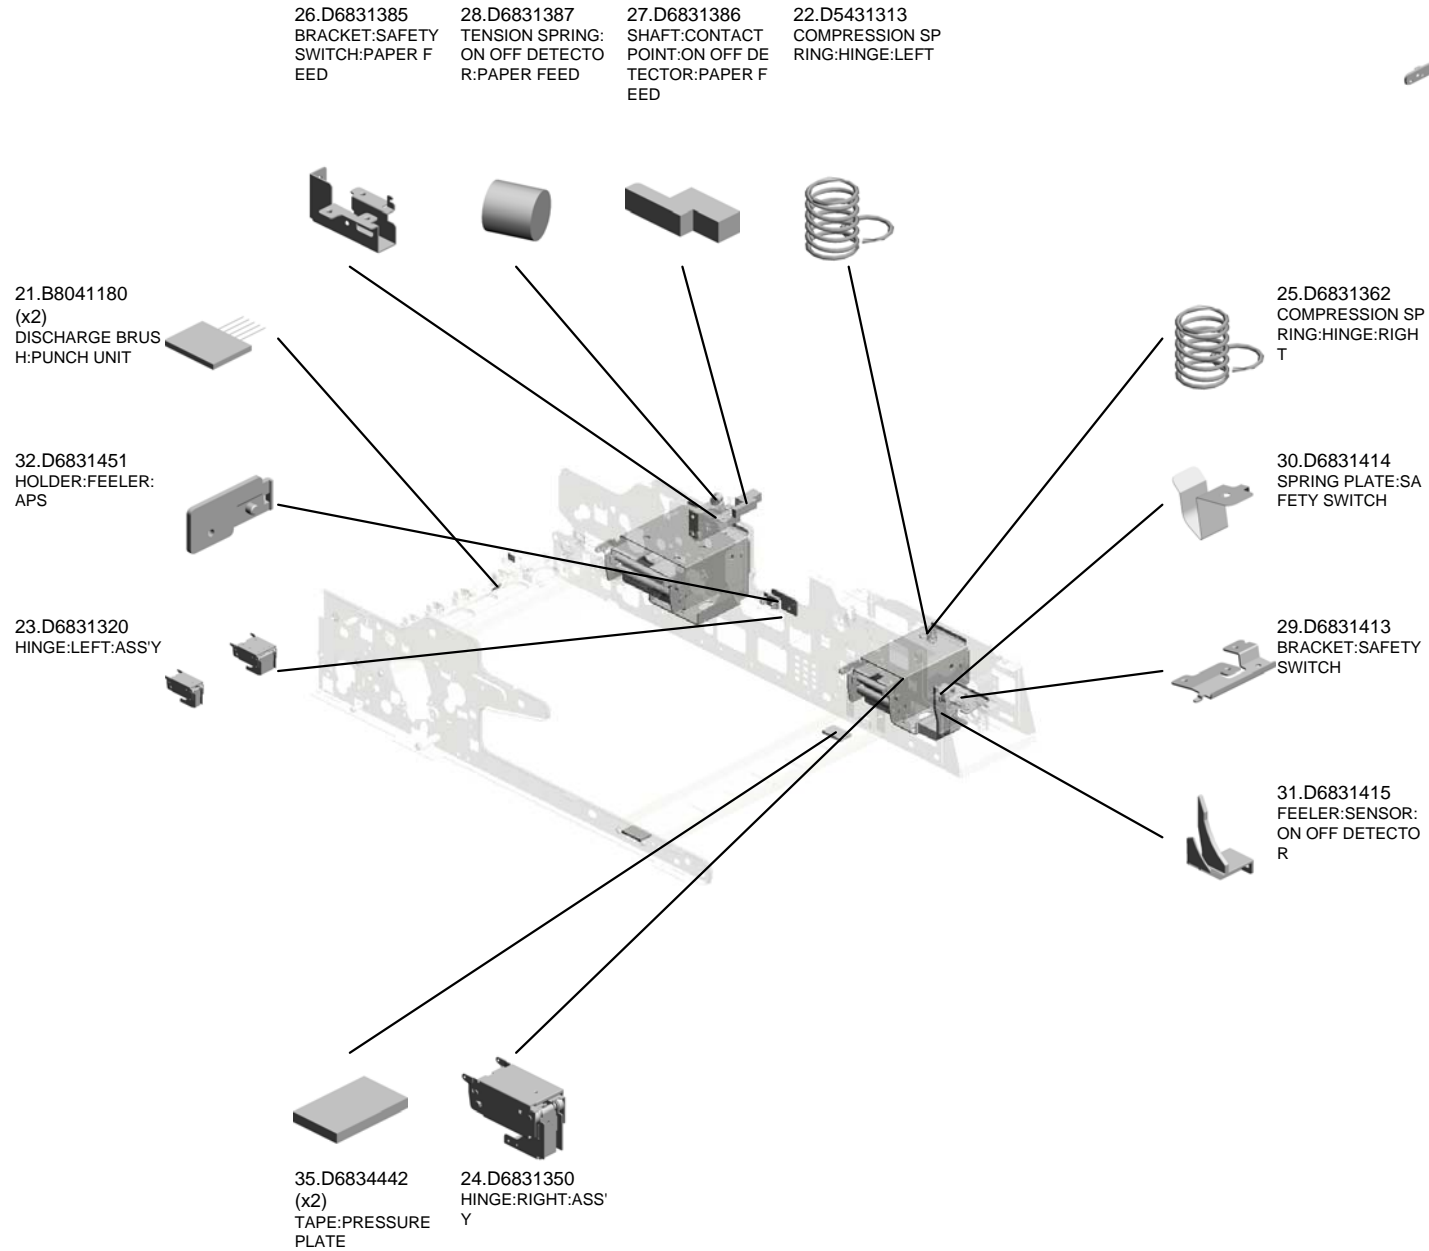 26.D6831385
BRACKET:SAFETY
SWITCH:PAPER F
EED
28.D6831387
TENSION SPRING:
ON OFF DETECTO
R:PAPER FEED
27.D6831386
SHAFT:CONTACT
POINT:ON OFF DE
TECTOR:PAPER F
EED
22.D5431313
COMPRESSION SP
RING:HINGE:LEFT
21.B8041180
(x2)
DISCHARGE BRUS
H:PUNCH UNIT
25.D6831362
COMPRESSION SP
RING:HINGE:RIGH
T
32.D6831451
HOLDER:FEELER:
APS
30.D6831414
SPRING PLATE:SA
FETY SWITCH
23.D6831320
HINGE:LEFT:ASS'Y
29.D6831413
BRACKET:SAFETY
SWITCH
31.D6831415
FEELER:SENSOR:
ON OFF DETECTO
R
35.D6834442
(x2)
TAPE:PRESSURE
PLATE
24.D6831350
HINGE:RIGHT:ASS'
Y